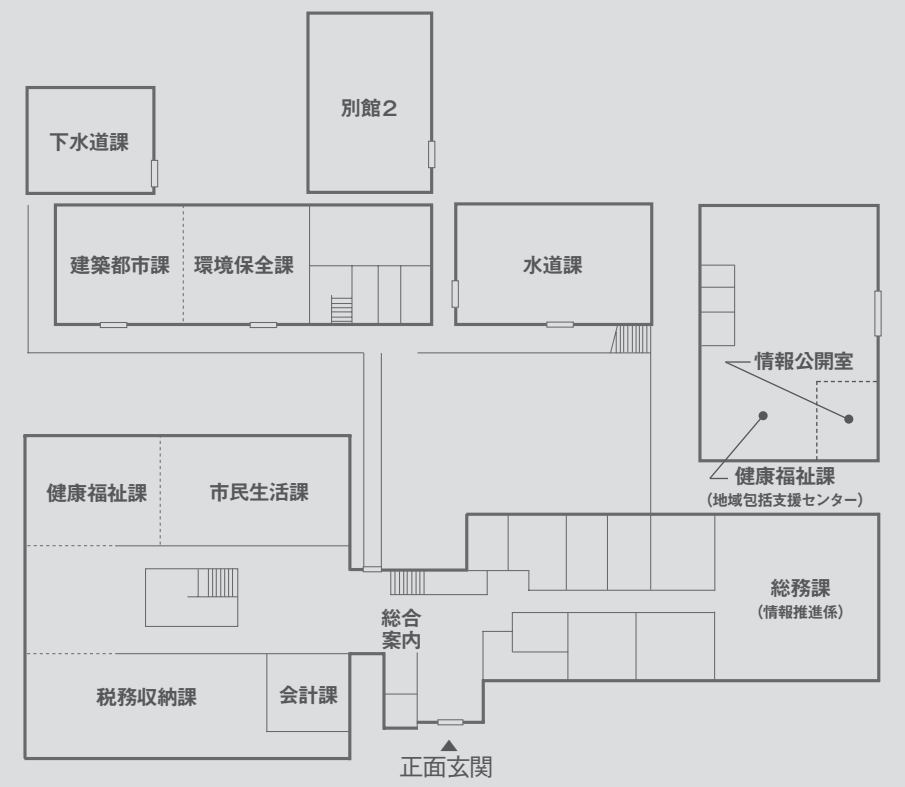 別館2
下水道課
建築都市課
環境保全課
水道課
情報公開室
健康福祉課
（地域包括支援センター）
健康福祉課
市民生活課
総務課
（情報推進係）
総合
案内
税務収納課
会計課
正面玄関